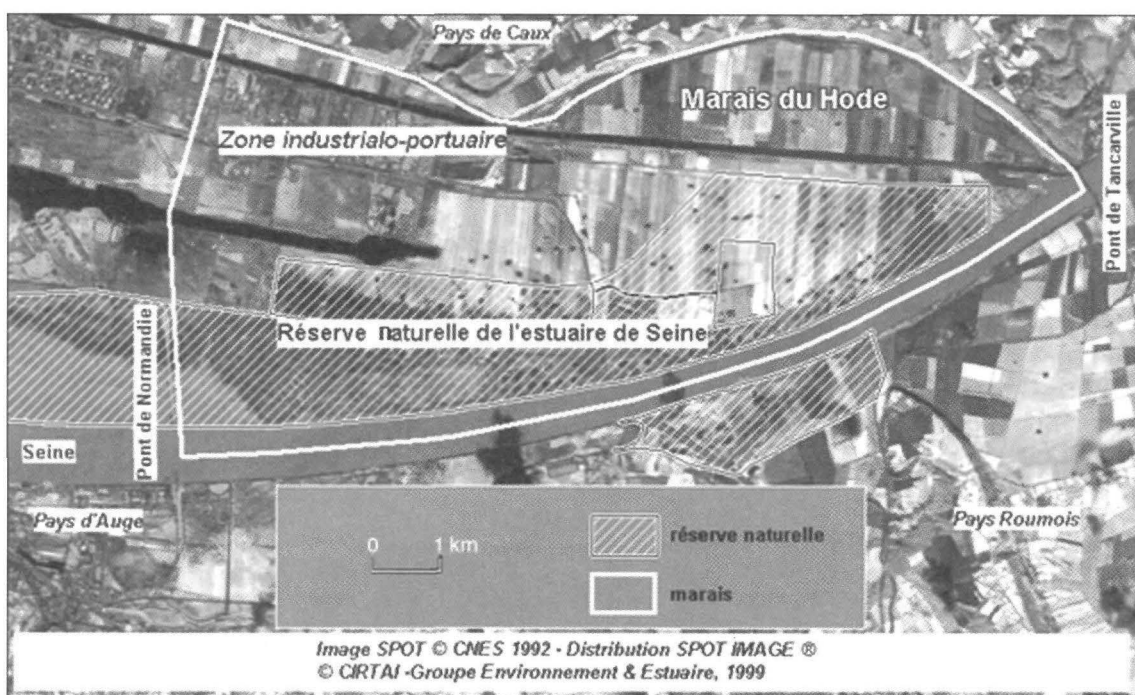 Pays de Caux
Marais du Hode
Zone industrialo-portuaire
Pont de Tancarville
Réserve naturelle de l'estuaire de Seine
Pont de Normandie
Seine
Pays d'Auge
Pays Roumois
0 1 km
réserve naturelle
marais
Image SPOT © CNES 1992 - Distribution SPOT IMAGE ®
© CIRTAI -Groupe Environnement & Estuaire, 1999